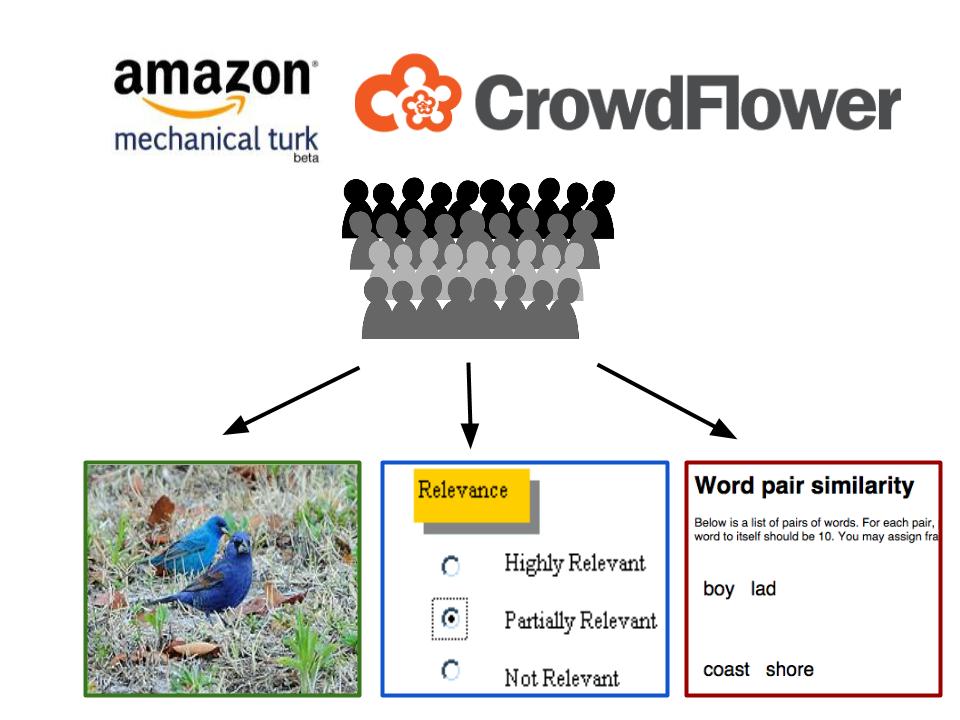 amazon
mechanical turk
beta
CrowdFlower
Relevance
Highly Relevant
Partially Relevant
Not Relevant
Word pair similarity
Below is a list of pairs of words. For each pair,
word to itself should be 10. You may assign fra
boy lad
coast shore